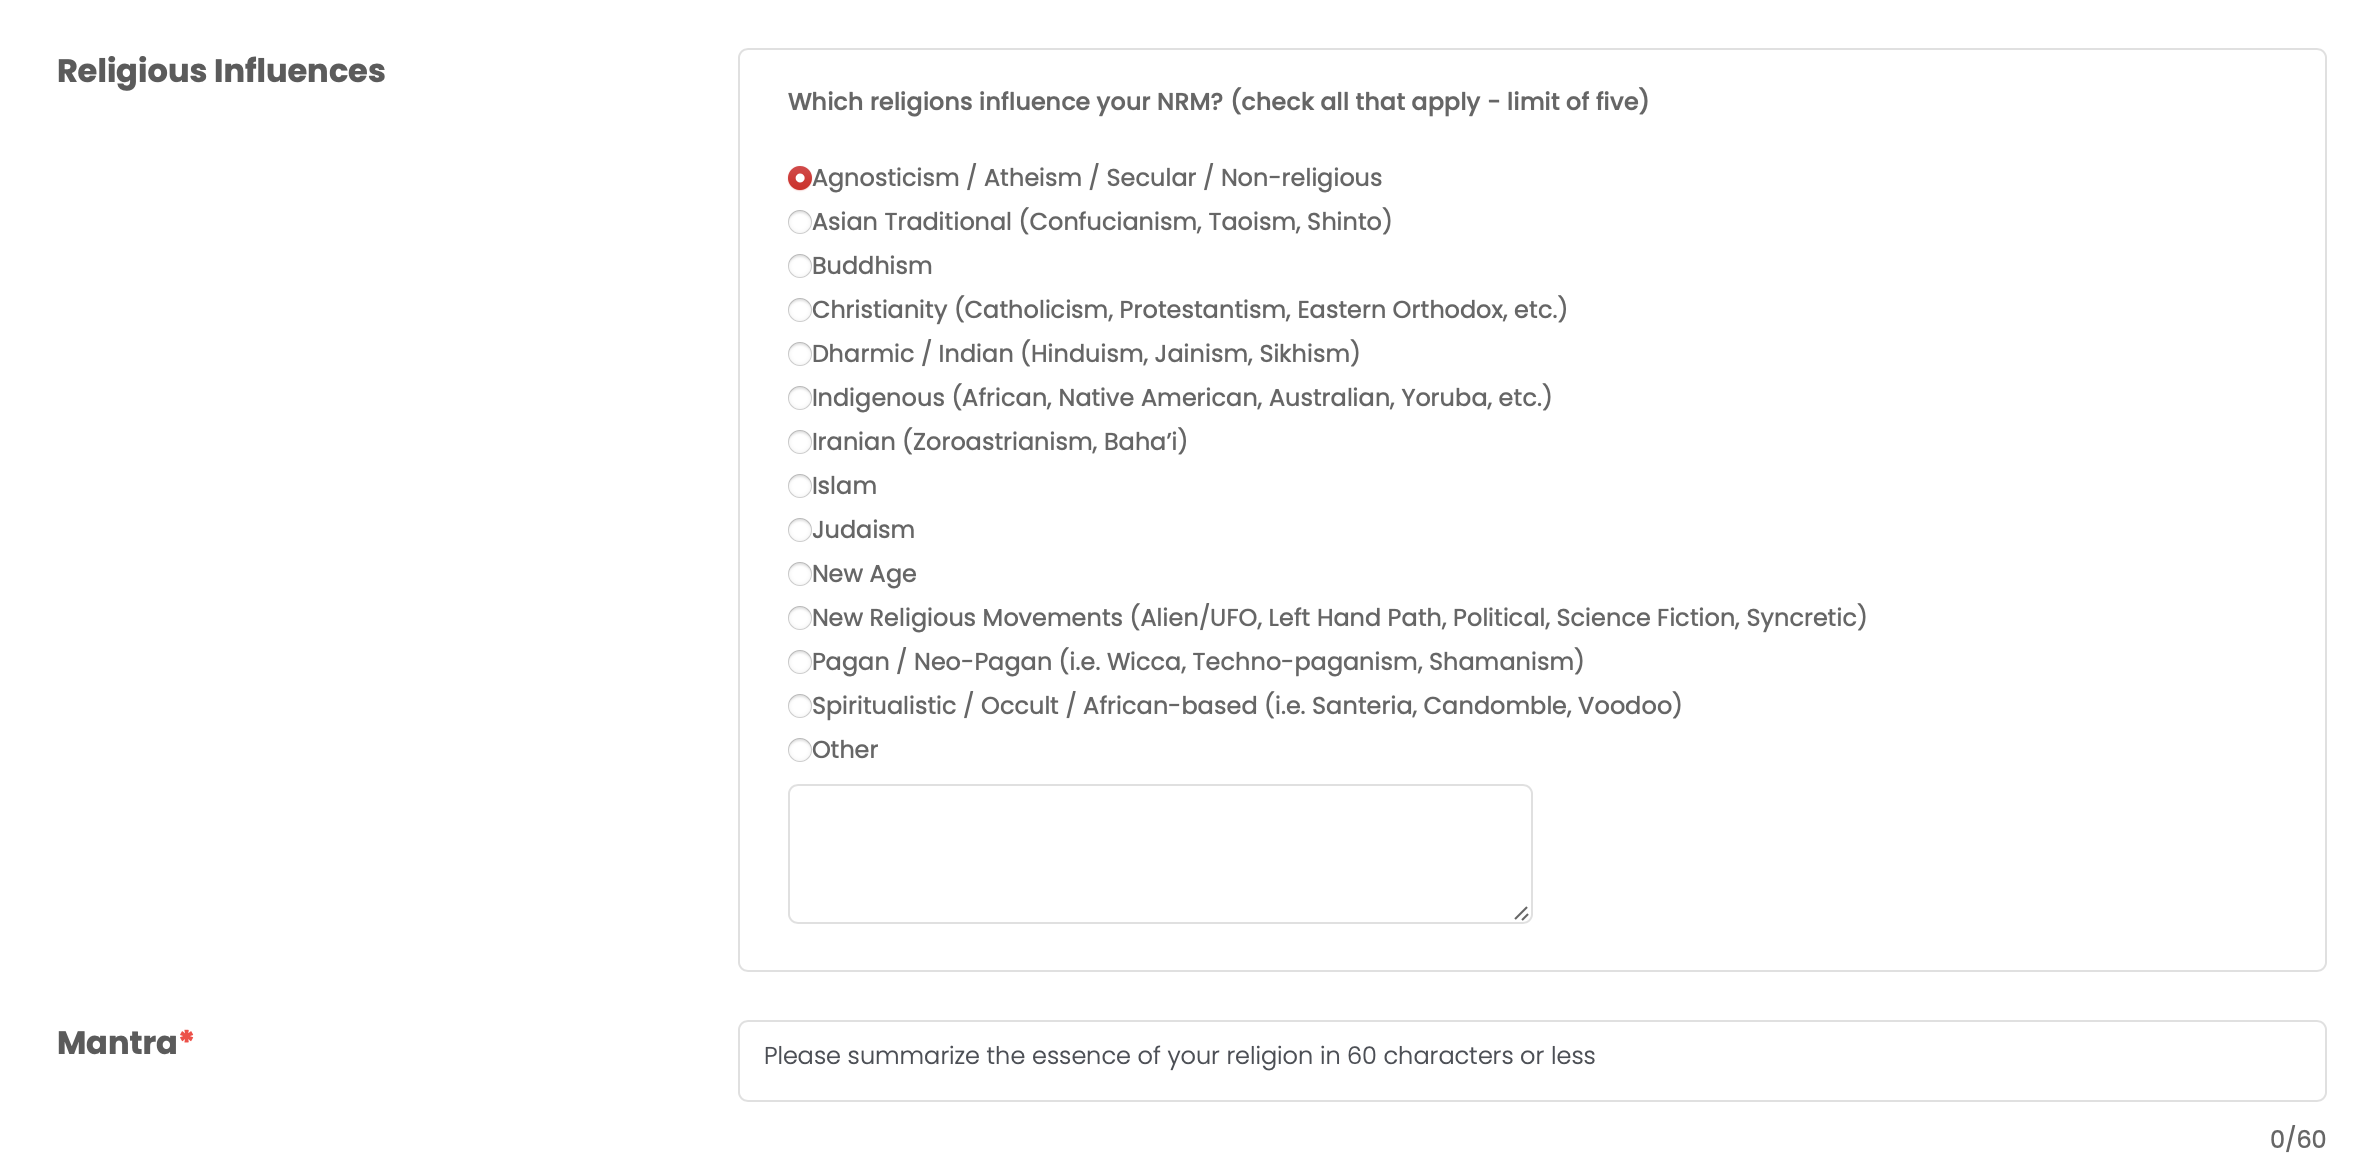 Religious Influences
Which religions influence your NRM? (check all that apply - limit of five)
Agnosticism / Atheism / Secular / Non-religious
Asian Traditional (Confucianism, Taoism, Shinto)
Buddhism
Christianity (Catholicism, Protestantism, Eastern Orthodox, etc.)
Dharmic / Indian (Hinduism, Jainism, Sikhism)
Indigenous (African, Native American, Australian, Yoruba, etc.)
Iranian (Zoroastrianism, Baha’i)
Islam
Judaism
New Age
New Religious Movements (Alien/UFO, Left Hand Path, Political, Science Fiction, Syncretic)
Pagan / Neo-Pagan (i.e. Wicca, Techno-paganism, Shamanism)
Spiritualistic / Occult / African-based (i.e. Santeria, Candomble, Voodoo)
Other
Mantra*
Please summarize the essence of your religion in 60 characters or less
0/60